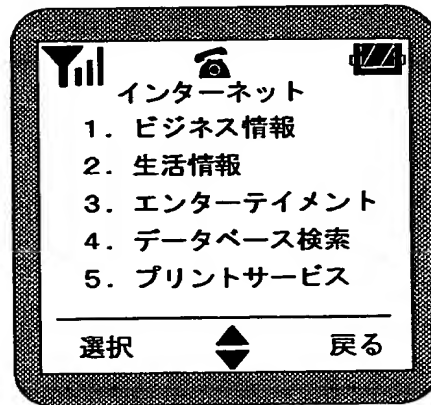 インターネット
1. ビジネス情報
2. 生活情報
3. エンターテイメント
4. データベース検索
5. プリントサービス
選択 戻る